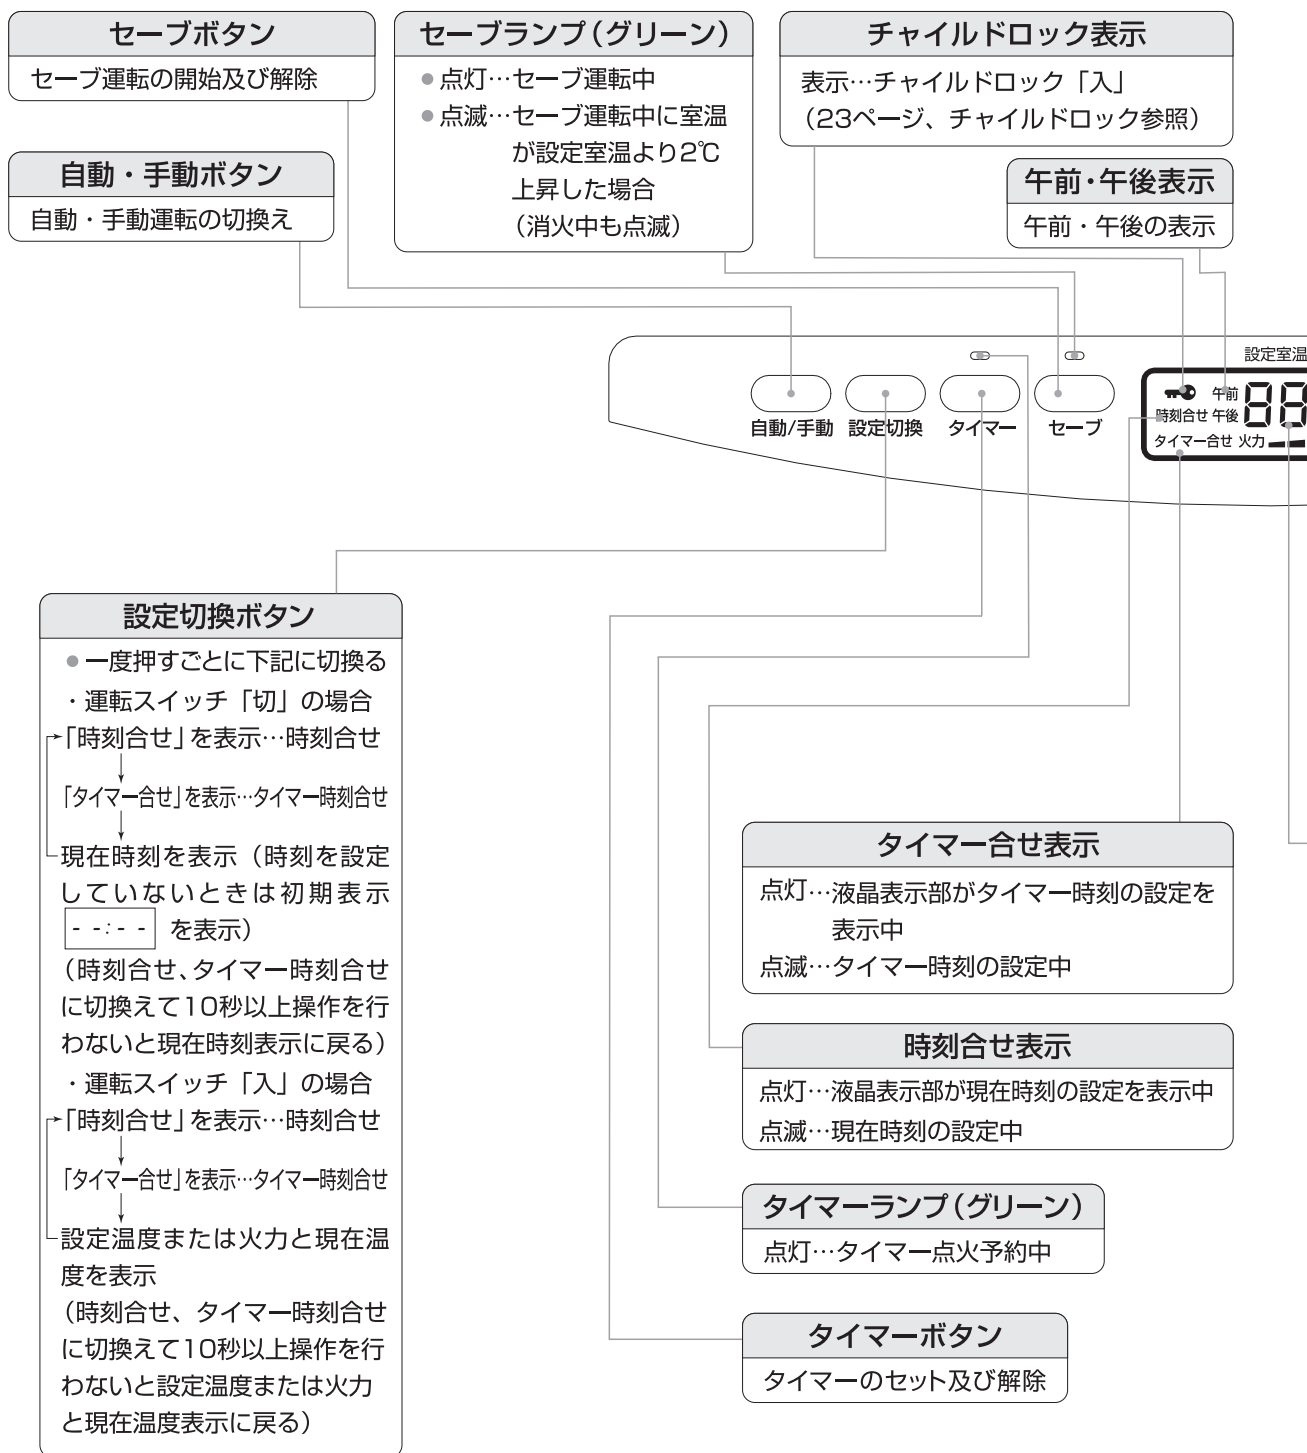 セーブボタン
セーブ運転の開始及び解除
自動・手動ボタン
自動・手動運転の切換え
セーブランプ（グリーン）
●点灯…セーブ運転中
●点滅…セーブ運転中に室温
が設定室温より2℃
上昇した場合
（消火中も点滅）
チャイルドロック表示
表示…チャイルドロック「入」
（23ページ、チャイルドロック参照）
午前・午後表示
午前・午後の表示
設定室温
自動/手動 設定切換 タイマー セーブ
午前
時刻合せ 午後 88
タイマー合せ 火力
設定切換ボタン
●一度押すごとに下記に切換る
・運転スイッチ「切」の場合
「時刻合せ」を表示…時刻合せ
「タイマー合せ」を表示…タイマー時刻合せ
現在時刻を表示（時刻を設定
していないときは初期表示
- -:- - を表示）
（時刻合せ、タイマー時刻合せ
に切換えて10秒以上操作を行
わないと現在時刻表示に戻る）
・運転スイッチ「入」の場合
「時刻合せ」を表示…時刻合せ
「タイマー合せ」を表示…タイマー時刻合せ
設定温度または火力と現在温
度を表示
（時刻合せ、タイマー時刻合せ
に切換えて10秒以上操作を行
わないと設定温度または火力
と現在温度表示に戻る）
タイマー合せ表示
点灯…液晶表示部がタイマー時刻の設定を
表示中
点滅…タイマー時刻の設定中
時刻合せ表示
点灯…液晶表示部が現在時刻の設定を表示中
点滅…現在時刻の設定中
タイマーランプ（グリーン）
点灯…タイマー点火予約中
タイマーボタン
タイマーのセット及び解除